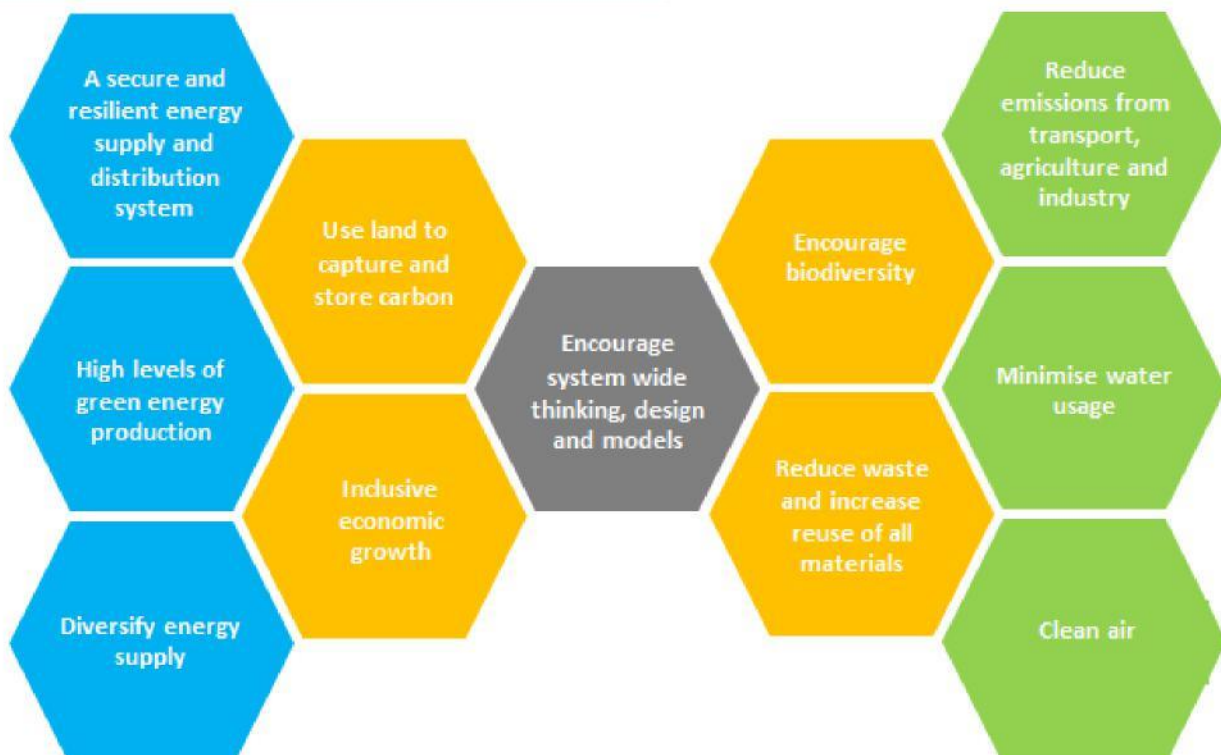 A secure and
resilient energy
supply and
distribution
system
High levels of
green energy
production
Diversify energy
supply
Use land to
capture and
store carbon
Inclusive
economic
growth
Encourage
system wide
thinking, design
and models
Encourage
biodiversity
Reduce waste
and increase
reuse of all
materials
Reduce
emissions from
transport,
agriculture and
industry
Minimise water
usage
Clean air